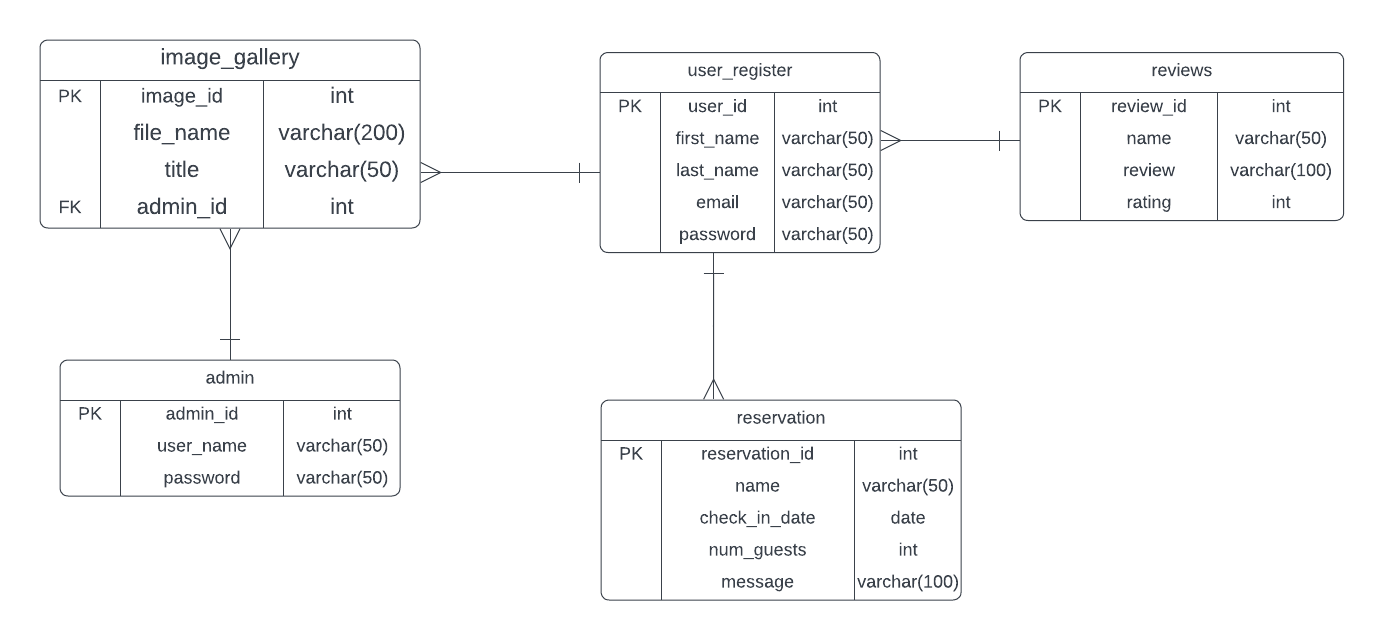 image_gallery
PK image_id int
file_name varchar(200)
title varchar(50)
FK admin_id int
user_register
PK user_id int
first_name varchar(50)
last_name varchar(50)
email varchar(50)
password varchar(50)
reviews
PK review_id int
name varchar(50)
review varchar(100)
rating int
admin
PK admin_id int
user_name varchar(50)
password varchar(50)
reservation
PK reservation_id int
name varchar(50)
check_in_date date
num_guests int
message varchar(100)